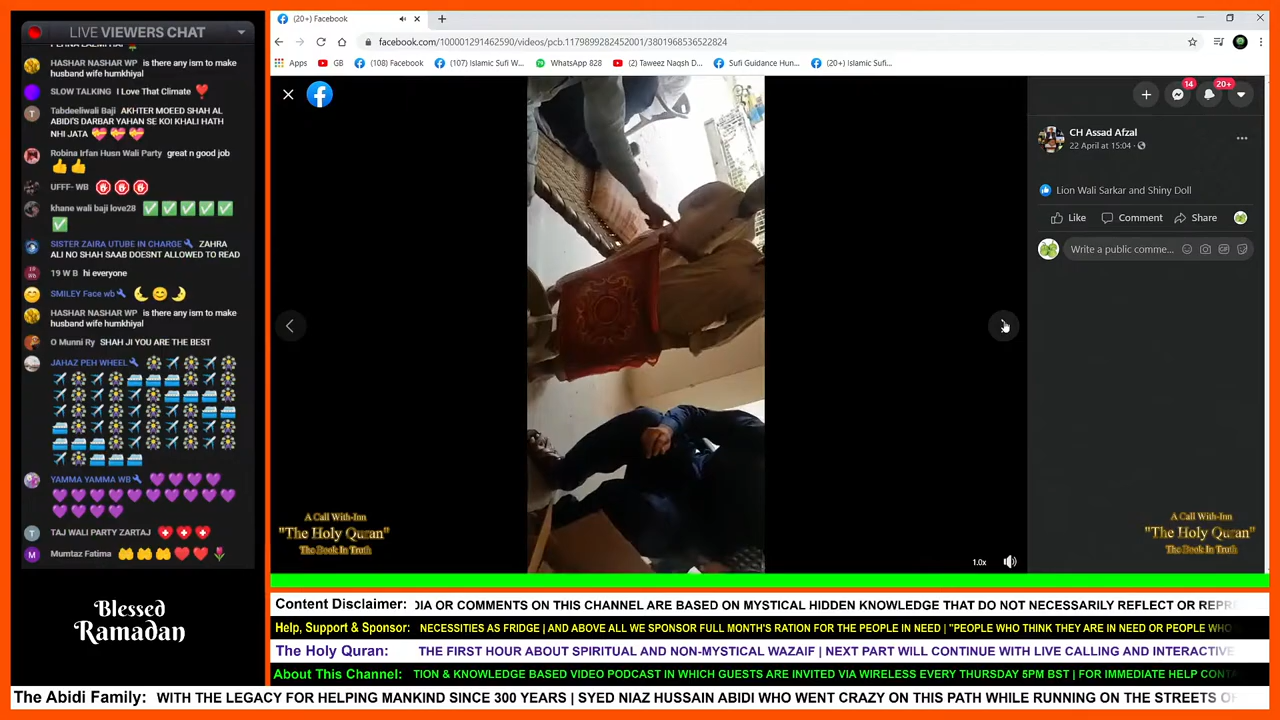 LIVE VIEWERS CHAT
HASHAR NASHAR WP is there any ism to make
husband wife humkhiyal
SLOW TALKING I Love That Climate
Tabdeeliwali Baji AKHTER MOEED SHAH AL
ABIDI'S DARBAR YAHAN SE KOI KHALI HATH
NHI JATA
Robina Irfan Husn Wali Party great n good job
UFFF- WB
khane wali baji love28
SISTER ZAIRA UTUBE IN CHARGE ZAHRA
ALI NO SHAH SAAB DOESNT ALLOWED TO READ
19 W B hi everyone
SMILEY Face wb
HASHAR NASHAR WP is there any ism to make
husband wife humkhiyal
O Munni Ry SHAH JI YOU ARE THE BEST
JAHAZ PEH WHEEL
YAMMA YAMMA WB
TAJ WALI PARTY ZARTAJ
Mumtaz Fatima
Blessed
Ramadan
(20+) Facebook
facebook.com/100001291462590/videos/pcb.1179899282452001/3801968536522824
Apps GB (108) Facebook (107) Islamic Sufi W... WhatsApp 828 (2) Taweez Naqsh D... Sufi Guidance Hun... (20+) Islamic Sufi...
14 20+
CH Assad Afzal
22 April at 15:04
Lion Wali Sarkar and Shiny Doll
Like Comment Share
Write a public comme...
1.0x
A Call With-Inn
"The Holy Quran"
The Book In Truth
A Call With-Inn
"The Holy Quran"
The Book In Truth
Content Disclaimer: DIA OR COMMENTS ON THIS CHANNEL ARE BASED ON MYSTICAL HIDDEN KNOWLEDGE THAT DO NOT NECESSARILY REFLECT OR REPR
Help, Support & Sponsor: NECESSITIES AS FRIDGE | AND ABOVE ALL WE SPONSOR FULL MONTH'S RATION FOR THE PEOPLE IN NEED | "PEOPLE WHO THINK THEY ARE IN NEED OR PEOPLE WHO
The Holy Quran: THE FIRST HOUR ABOUT SPIRITUAL AND NON-MYSTICAL WAZAIF | NEXT PART WILL CONTINUE WITH LIVE CALLING AND INTERACTIVE
About This Channel: TION & KNOWLEDGE BASED VIDEO PODCAST IN WHICH GUESTS ARE INVITED VIA WIRELESS EVERY THURSDAY 5PM BST | FOR IMMEDIATE HELP CONTA
The Abidi Family: WITH THE LEGACY FOR HELPING MANKIND SINCE 300 YEARS | SYED NIAZ HUSSAIN ABIDI WHO WENT CRAZY ON THIS PATH WHILE RUNNING ON THE STREETS O